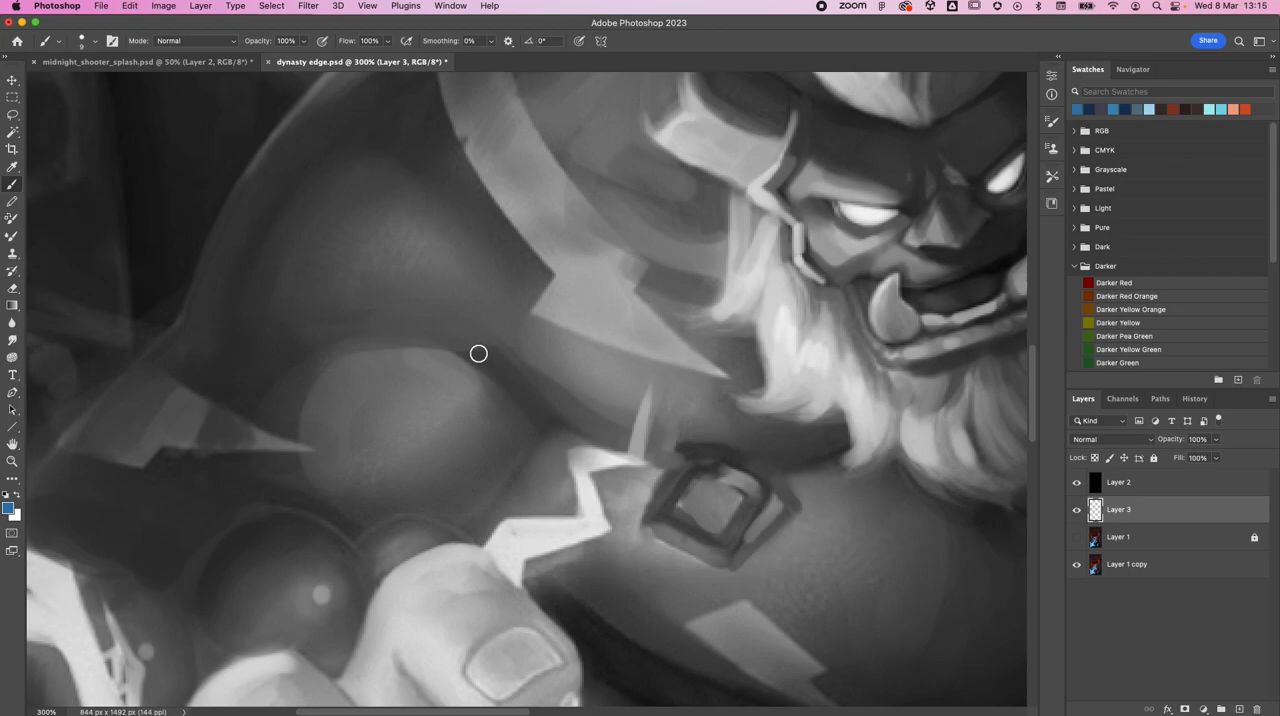 Photoshop File Edit Image Layer Type Select Filter 3D View Plugins Window Help zoom Wed 8 Mar 13:15
Adobe Photoshop 2023
9 Mode: Normal Opacity: 100% Flow: 100% Smoothing: 0% 0° Share
midnight_shooter_splash.psd @ 50% (Layer 2, RGB/8*) * dynasty edge.psd @ 300% (Layer 3, RGB/8*) *
Swatches Navigator
Search Swatches
RGB
CMYK
Grayscale
Pastel
Light
Pure
Dark
Darker
Darker Red
Darker Red Orange
Darker Yellow Orange
Darker Yellow
Darker Pea Green
Darker Yellow Green
Darker Green
Layers Channels Paths History
Kind
Normal Opacity: 100%
Lock: Fill: 100%
Layer 2
Layer 3
Layer 1
Layer 1 copy
fx
300% 844 px x 1492 px (144 ppi)